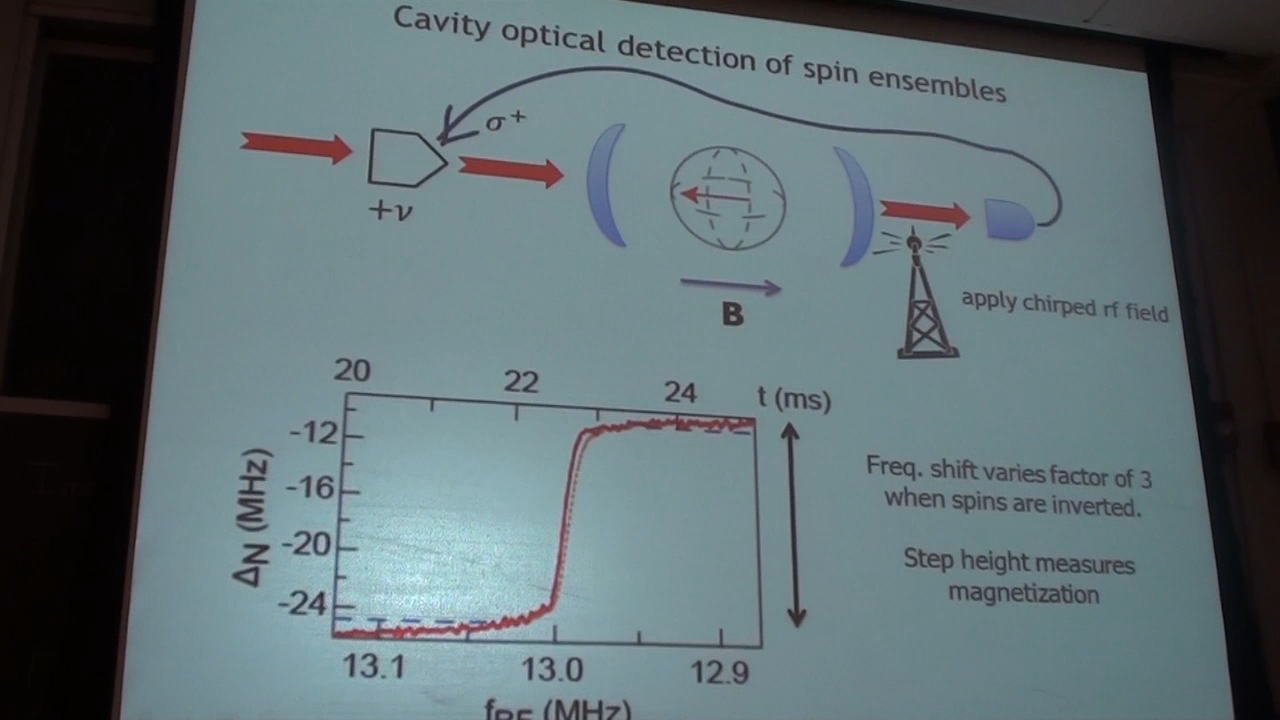 Cavity optical detection of spin ensembles
σ+
+ν
B
apply chirped rf field
20 22 24 t (ms)
-12
-16
-20
-24
ΔN (MHz)
13.1 13.0 12.9
fRF (MHz)
Freq. shift varies factor of 3
when spins are inverted.
Step height measures
magnetization